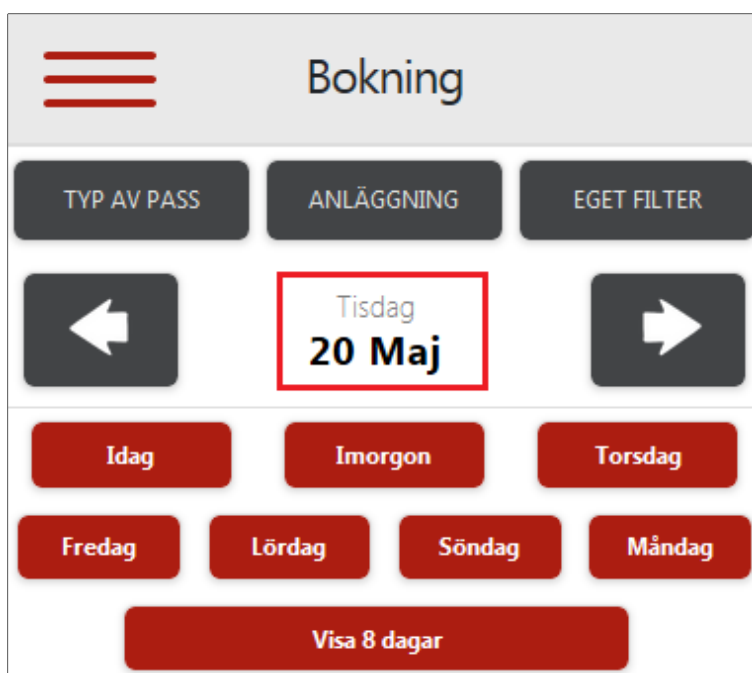 Bokning
TYP AV PASS ANLÄGGNING EGET FILTER
Tisdag
20 Maj
Idag Imorgon Torsdag
Fredag Lördag Söndag Måndag
Visa 8 dagar